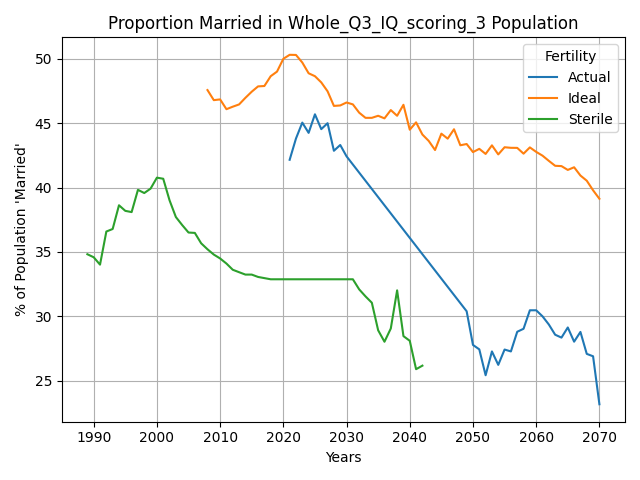 Proportion Married in Whole_Q3_IQ_scoring_3 Population
% of Population 'Married'
50
45
40
35
30
25
Fertility
Actual
Ideal
Sterile
1990 2000 2010 2020 2030 2040 2050 2060 2070
Years